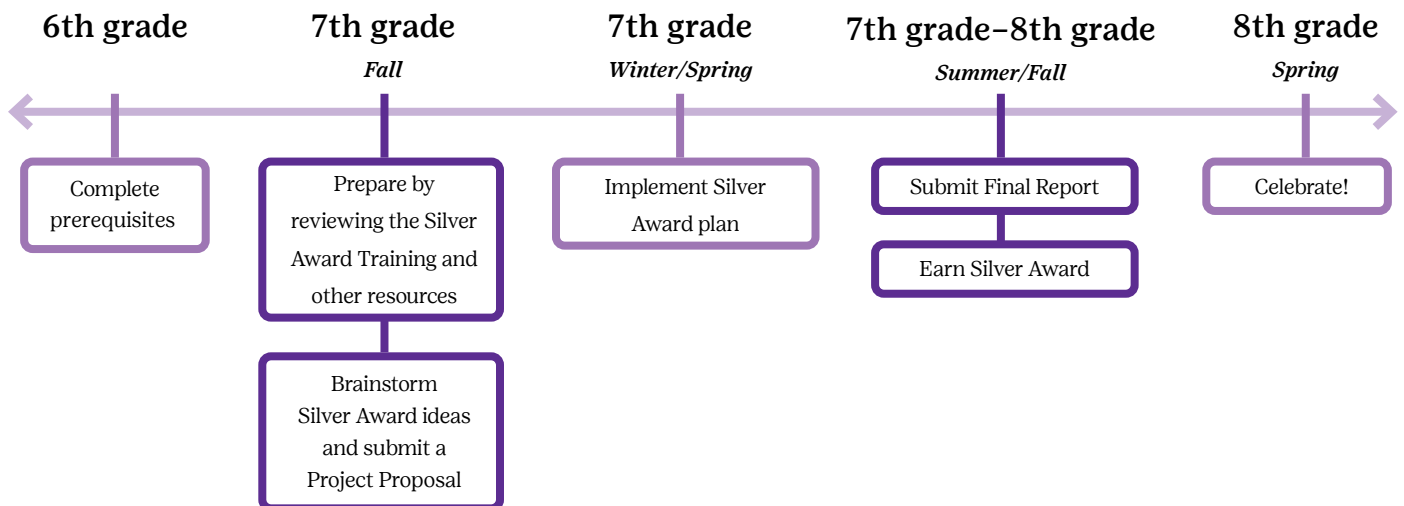 6th grade
Complete
prerequisites
7th grade
Fall
Prepare by
reviewing the Silver
Award Training and
other resources
Brainstorm
Silver Award ideas
and submit a
Project Proposal
7th grade
Winter/Spring
Implement Silver
Award plan
7th grade–8th grade
Summer/Fall
Submit Final Report
Earn Silver Award
8th grade
Spring
Celebrate!